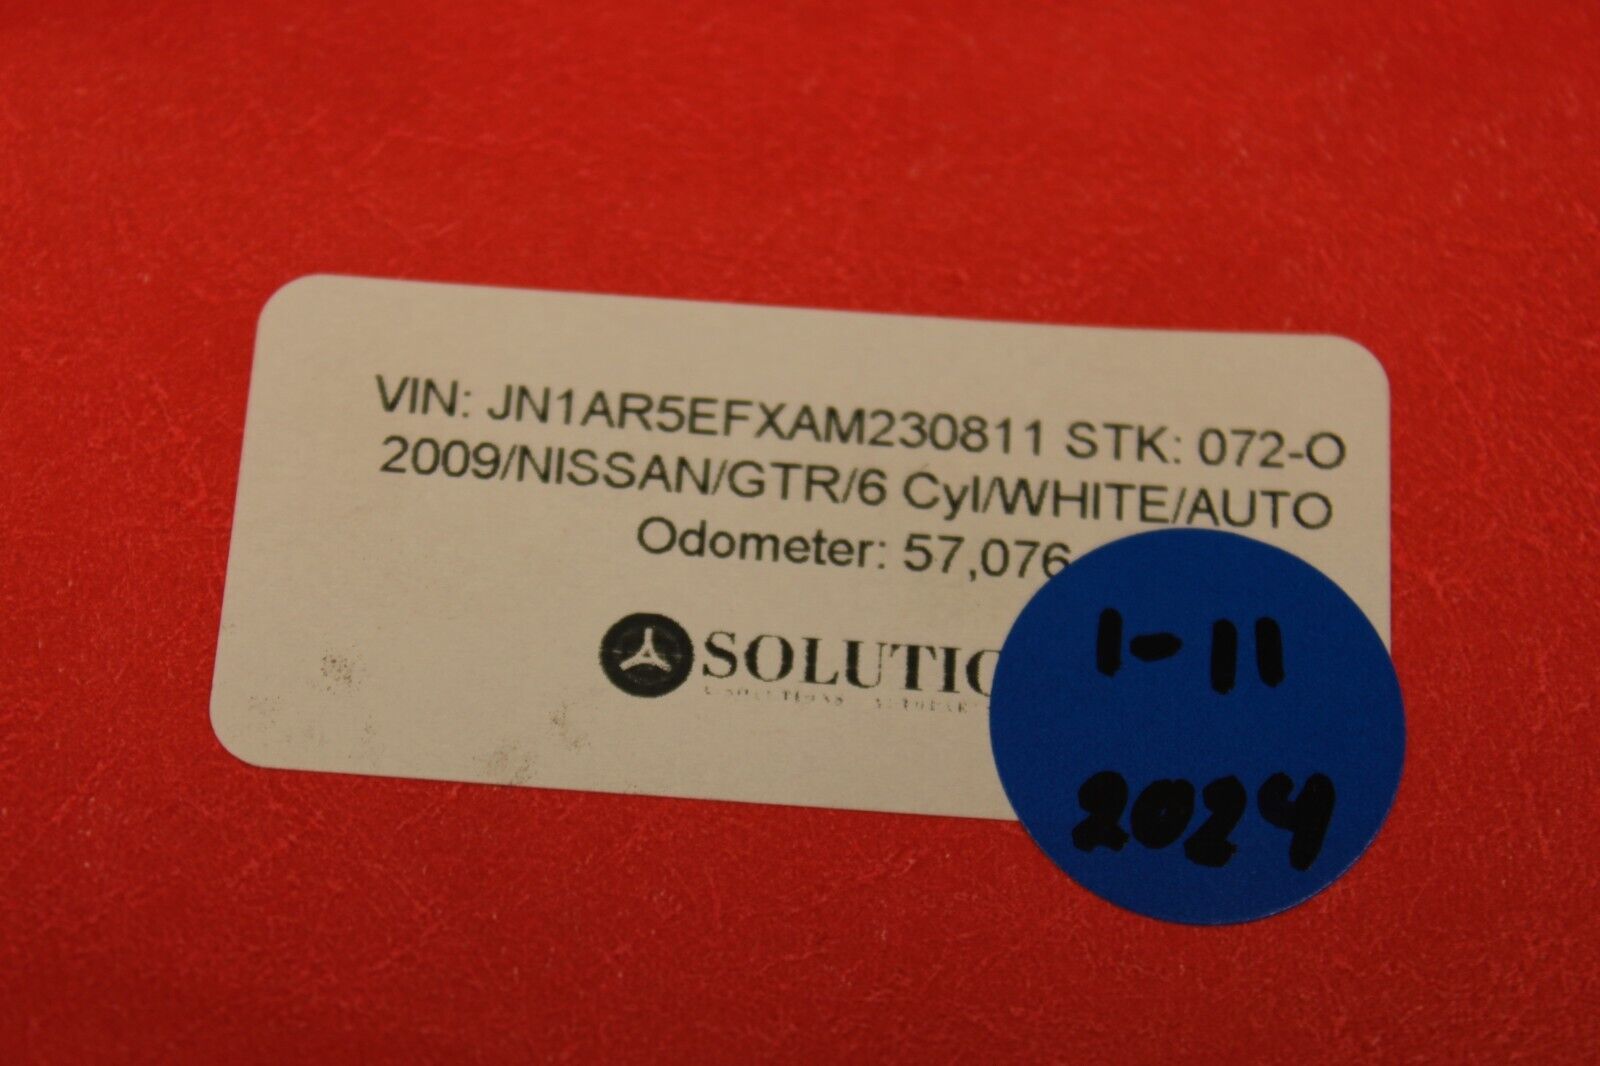 VIN: JN1AR5EFXAM230811 STK: 072-O
2009/NISSAN/GTR/6 Cyl/WHITE/AUTO
Odometer: 57,076
SOLUTIO
1-11
2024